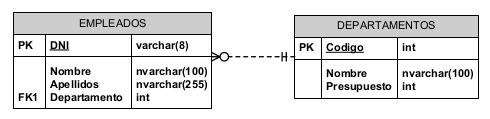 EMPLEADOS
PK DNI varchar(8)
Nombre nvarchar(100)
Apellidos nvarchar(255)
FK1 Departamento int
DEPARTAMENTOS
PK Codigo int
Nombre nvarchar(100)
Presupuesto int